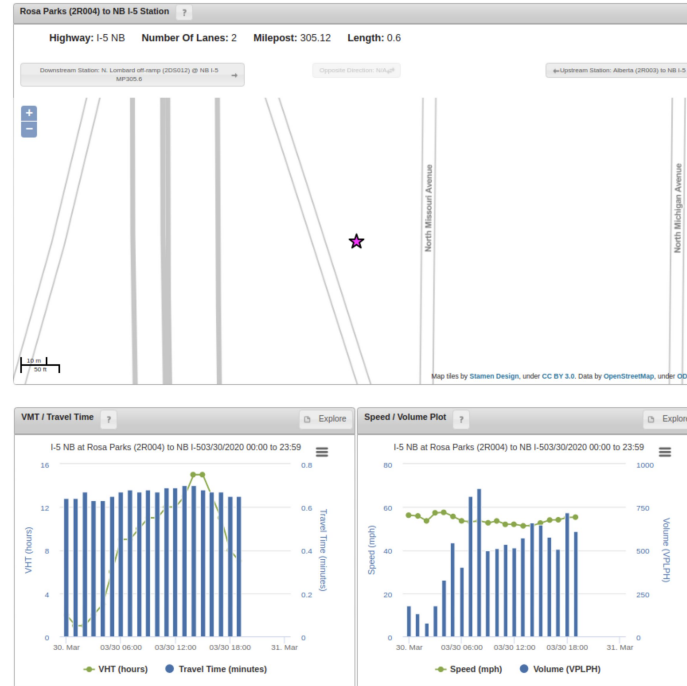 Rosa Parks (2R004) to NB I-5 Station ?
Highway: I-5 NB Number Of Lanes: 2 Milepost: 305.12 Length: 0.6
Downstream Station: N. Lombard off-ramp (2DS012) @ NB I-5
MP305.6
Opposite Direction: N/A
Upstream Station: Alberta (2R003) to NB I-5
+
−
North Missouri Avenue
North Michigan Avenue
10 m
50 ft
Map tiles by Stamen Design, under CC BY 3.0. Data by OpenStreetMap, under OD
VMT / Travel Time ? Explore
I-5 NB at Rosa Parks (2R004) to NB I-503/30/2020 00:00 to 23:59
16
12
8
4
0
VHT (hours)
0.8
0.6
0.4
0.2
0
Travel Time (minutes)
30. Mar 03/30 06:00 03/30 12:00 03/30 18:00 31. Mar
VHT (hours) Travel Time (minutes)
Speed / Volume Plot ? Explore
I-5 NB at Rosa Parks (2R004) to NB I-503/30/2020 00:00 to 23:59
80
60
40
20
0
Speed (mph)
1000
750
500
250
0
Volume (VPLPH)
30. Mar 03/30 06:00 03/30 12:00 03/30 18:00 31. Mar
Speed (mph) Volume (VPLPH)